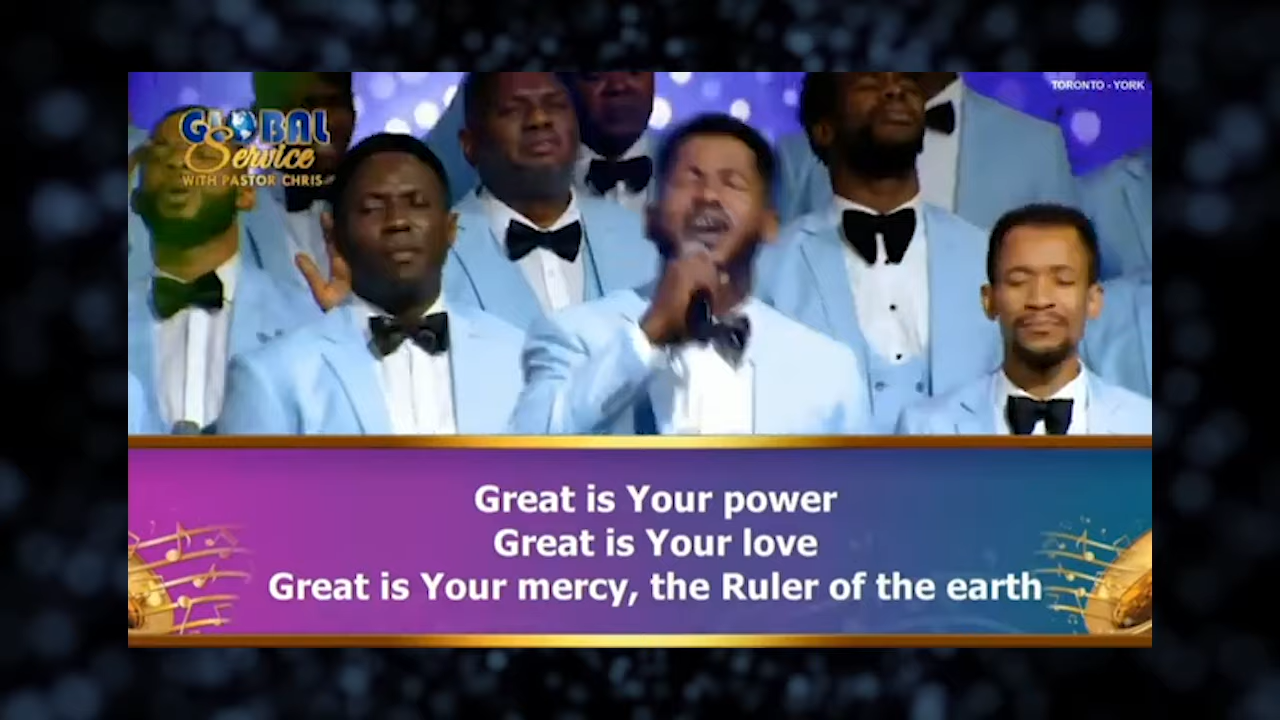 TORONTO - YORK
GLOBAL
Service
WITH PASTOR CHRIS
Great is Your power
Great is Your love
Great is Your mercy, the Ruler of the earth